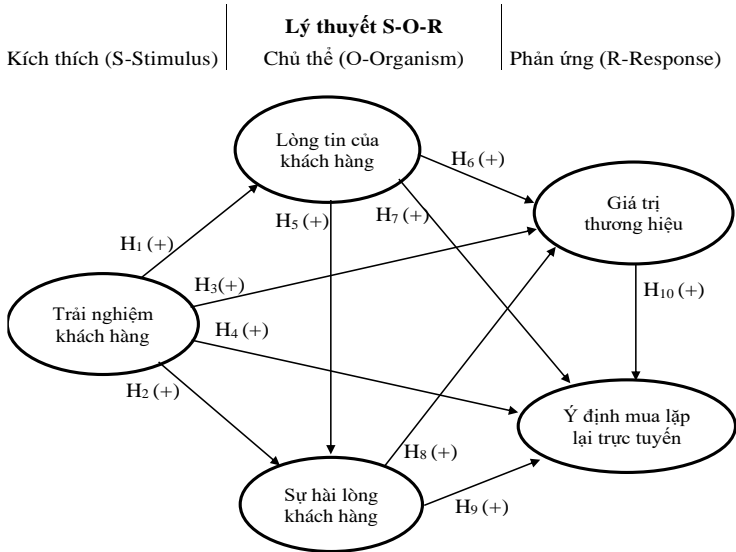 Lý thuyết S-O-R
Kích thích (S-Stimulus)
Chủ thể (O-Organism)
Phản ứng (R-Response)
Lòng tin của
khách hàng
H₆ (+)
Giá trị
thương hiệu
H₅ (+)
H₇ (+)
H₁ (+)
H₃(+)
H₁₀ (+)
Trải nghiệm
khách hàng
H₄ (+)
H₂ (+)
Ý định mua lặp
lại trực tuyến
H₈ (+)
Sự hài lòng
khách hàng
H₉ (+)